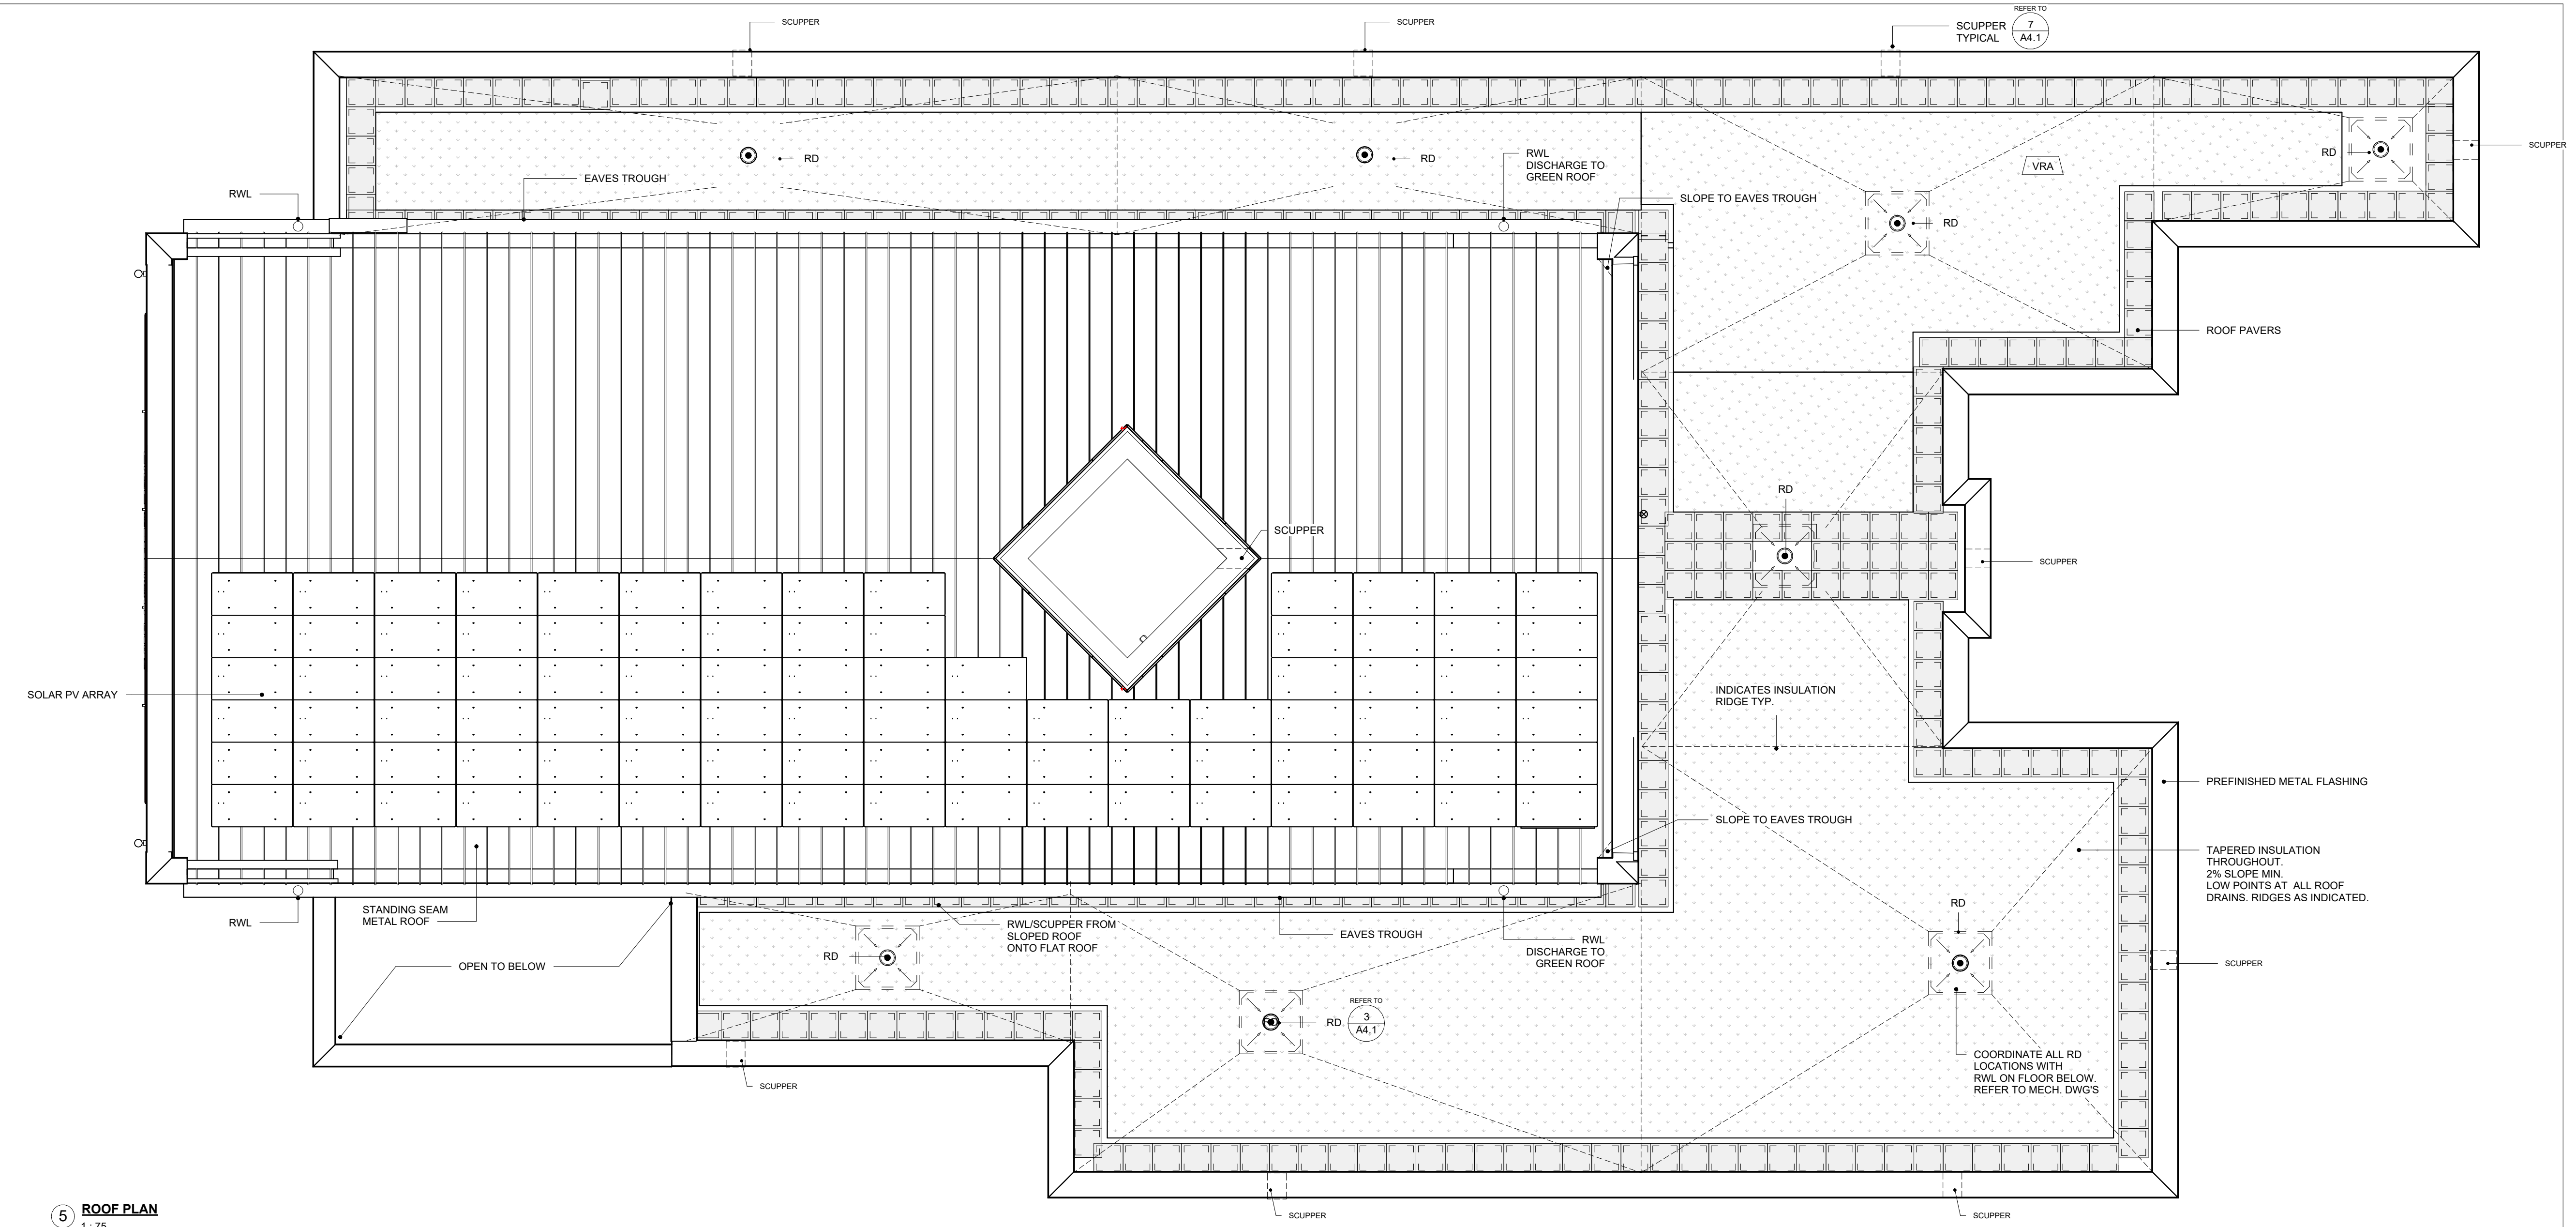 SCUPPER
SCUPPER
REFER TO
SCUPPER
TYPICAL
7
A4.1
SCUPPER
RD
RD
RWL
DISCHARGE TO
GREEN ROOF
RD
VRA
EAVES TROUGH
RWL
SLOPE TO EAVES TROUGH
RD
ROOF PAVERS
RD
SCUPPER
SCUPPER
SOLAR PV ARRAY
INDICATES INSULATION
RIDGE TYP.
PREFINISHED METAL FLASHING
SLOPE TO EAVES TROUGH
TAPERED INSULATION
THROUGHOUT.
2% SLOPE MIN.
LOW POINTS AT ALL ROOF
DRAINS. RIDGES AS INDICATED.
RWL
STANDING SEAM
METAL ROOF
RWL/SCUPPER FROM
SLOPED ROOF
ONTO FLAT ROOF
EAVES TROUGH
RWL
DISCHARGE TO
GREEN ROOF
RD
OPEN TO BELOW
RD
SCUPPER
REFER TO
RD
3
A4.1
COORDINATE ALL RD
LOCATIONS WITH
RWL ON FLOOR BELOW.
REFER TO MECH. DWG'S
SCUPPER
SCUPPER
SCUPPER
5
ROOF PLAN
1 : 75